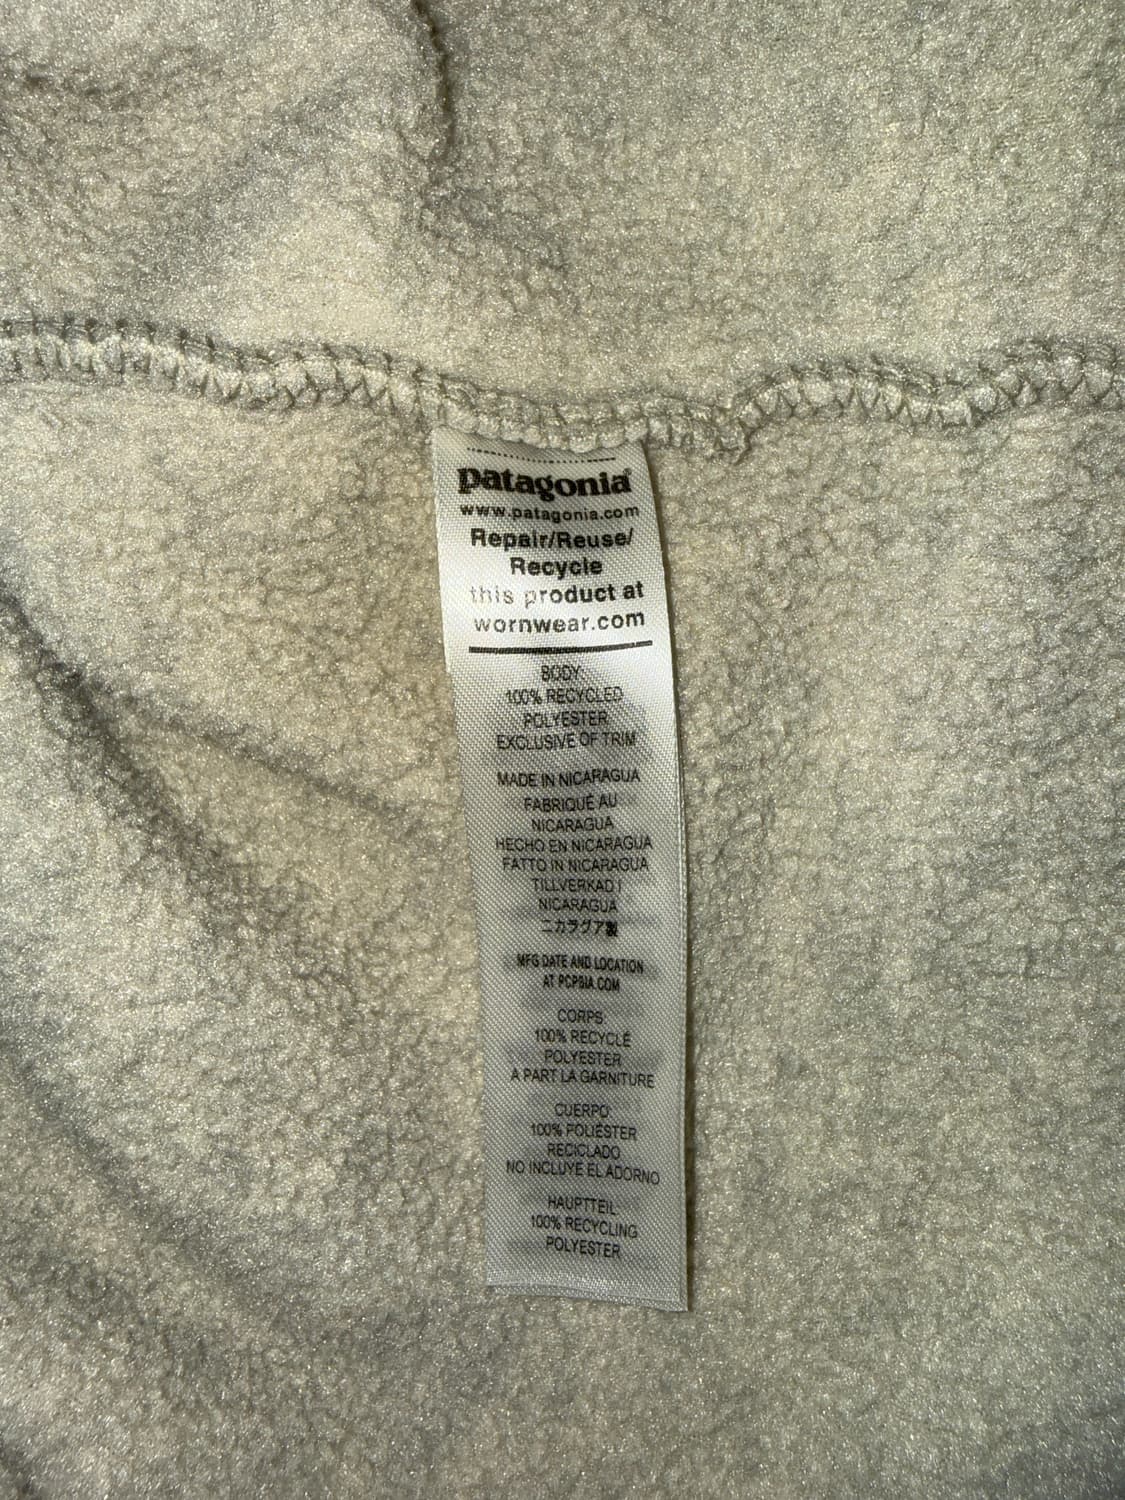 patagonia®
www.patagonia.com
Repair/Reuse/
Recycle
this product at
wornwear.com
BODY:
100% RECYCLED
POLYESTER
EXCLUSIVE OF TRIM
MADE IN NICARAGUA
FABRIQUÉ AU
NICARAGUA
HECHO EN NICARAGUA
FATTO IN NICARAGUA
TILLVERKAD I
NICARAGUA
ニカラグア製
MFG DATE AND LOCATION
AT PCPSIA.COM
CORPS:
100% RECYCLÉ
POLYESTER
A PART LA GARNITURE
CUERPO:
100% POLIÉSTER
RECICLADO
NO INCLUYE EL ADORNO
HAUPTTEIL:
100% RECYCLING
POLYESTER